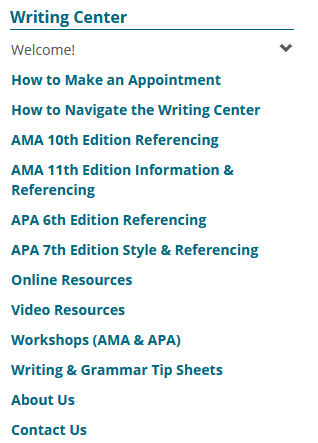 Writing Center
Welcome!
How to Make an Appointment
How to Navigate the Writing Center
AMA 10th Edition Referencing
AMA 11th Edition Information &
Referencing
APA 6th Edition Referencing
APA 7th Edition Style & Referencing
Online Resources
Video Resources
Workshops (AMA & APA)
Writing & Grammar Tip Sheets
About Us
Contact Us